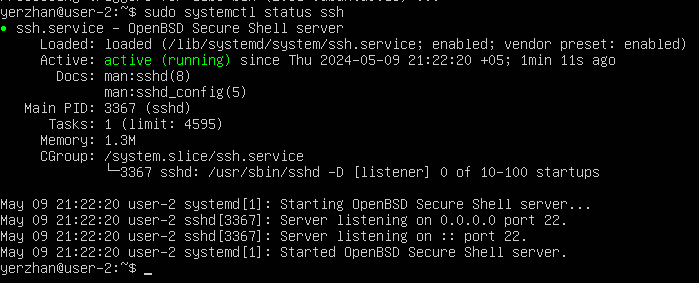 yerzhan@user-2:~$ sudo systemctl status ssh
● ssh.service - OpenBSD Secure Shell server
Loaded: loaded (/lib/systemd/system/ssh.service; enabled; vendor preset: enabled)
Active: active (running) since Thu 2024-05-09 21:22:20 +05; 1min 11s ago
Docs: man:sshd(8)
man:sshd_config(5)
Main PID: 3367 (sshd)
Tasks: 1 (limit: 4595)
Memory: 1.3M
CGroup: /system.slice/ssh.service
└─3367 sshd: /usr/sbin/sshd -D [listener] 0 of 10-100 startups
May 09 21:22:20 user-2 systemd[1]: Starting OpenBSD Secure Shell server...
May 09 21:22:20 user-2 sshd[3367]: Server listening on 0.0.0.0 port 22.
May 09 21:22:20 user-2 sshd[3367]: Server listening on :: port 22.
May 09 21:22:20 user-2 systemd[1]: Started OpenBSD Secure Shell server.
yerzhan@user-2:~$ _